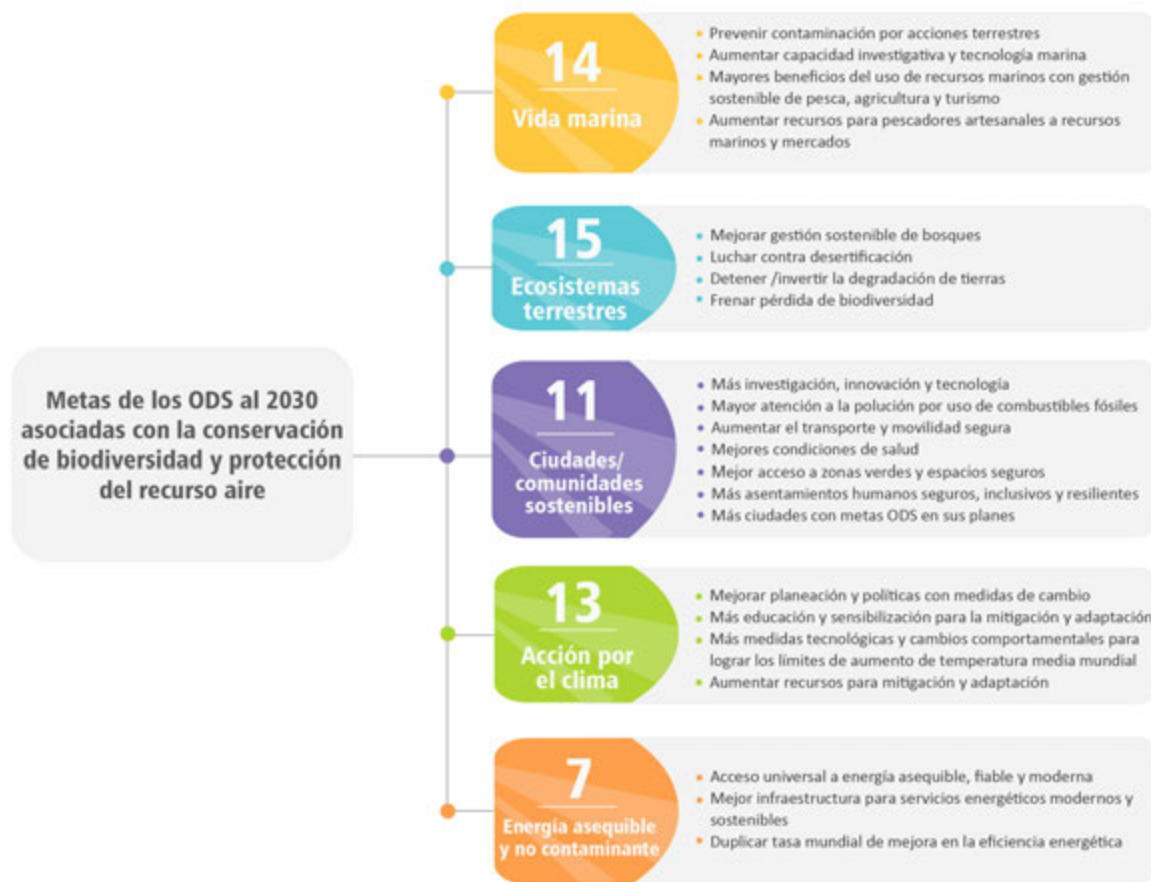 Metas de los ODS al 2030
asociadas con la conservación
de biodiversidad y protección
del recurso aire
14
Vida marina
• Prevenir contaminación por acciones terrestres
• Aumentar capacidad investigativa y tecnología marina
• Mayores beneficios del uso de recursos marinos con gestión
sostenible de pesca, agricultura y turismo
• Aumentar recursos para pescadores artesanales a recursos
marinos y mercados
15
Ecosistemas
terrestres
• Mejorar gestión sostenible de bosques
• Luchar contra desertificación
• Detener /invertir la degradación de tierras
• Frenar pérdida de biodiversidad
11
Ciudades/
comunidades
sostenibles
• Más investigación, innovación y tecnología
• Mayor atención a la polución por uso de combustibles fósiles
• Aumentar el transporte y movilidad segura
• Mejores condiciones de salud
• Mejor acceso a zonas verdes y espacios seguros
• Más asentamientos humanos seguros, inclusivos y resilientes
• Más ciudades con metas ODS en sus planes
13
Acción por
el clima
• Mejorar planeación y políticas con medidas de cambio
• Más educación y sensibilización para la mitigación y adaptación
• Más medidas tecnológicas y cambios comportamentales para
lograr los límites de aumento de temperatura media mundial
• Aumentar recursos para mitigación y adaptación
7
Energía asequible
y no contaminante
• Acceso universal a energía asequible, fiable y moderna
• Mejor infraestructura para servicios energéticos modernos y
sostenibles
• Duplicar tasa mundial de mejora en la eficiencia energética